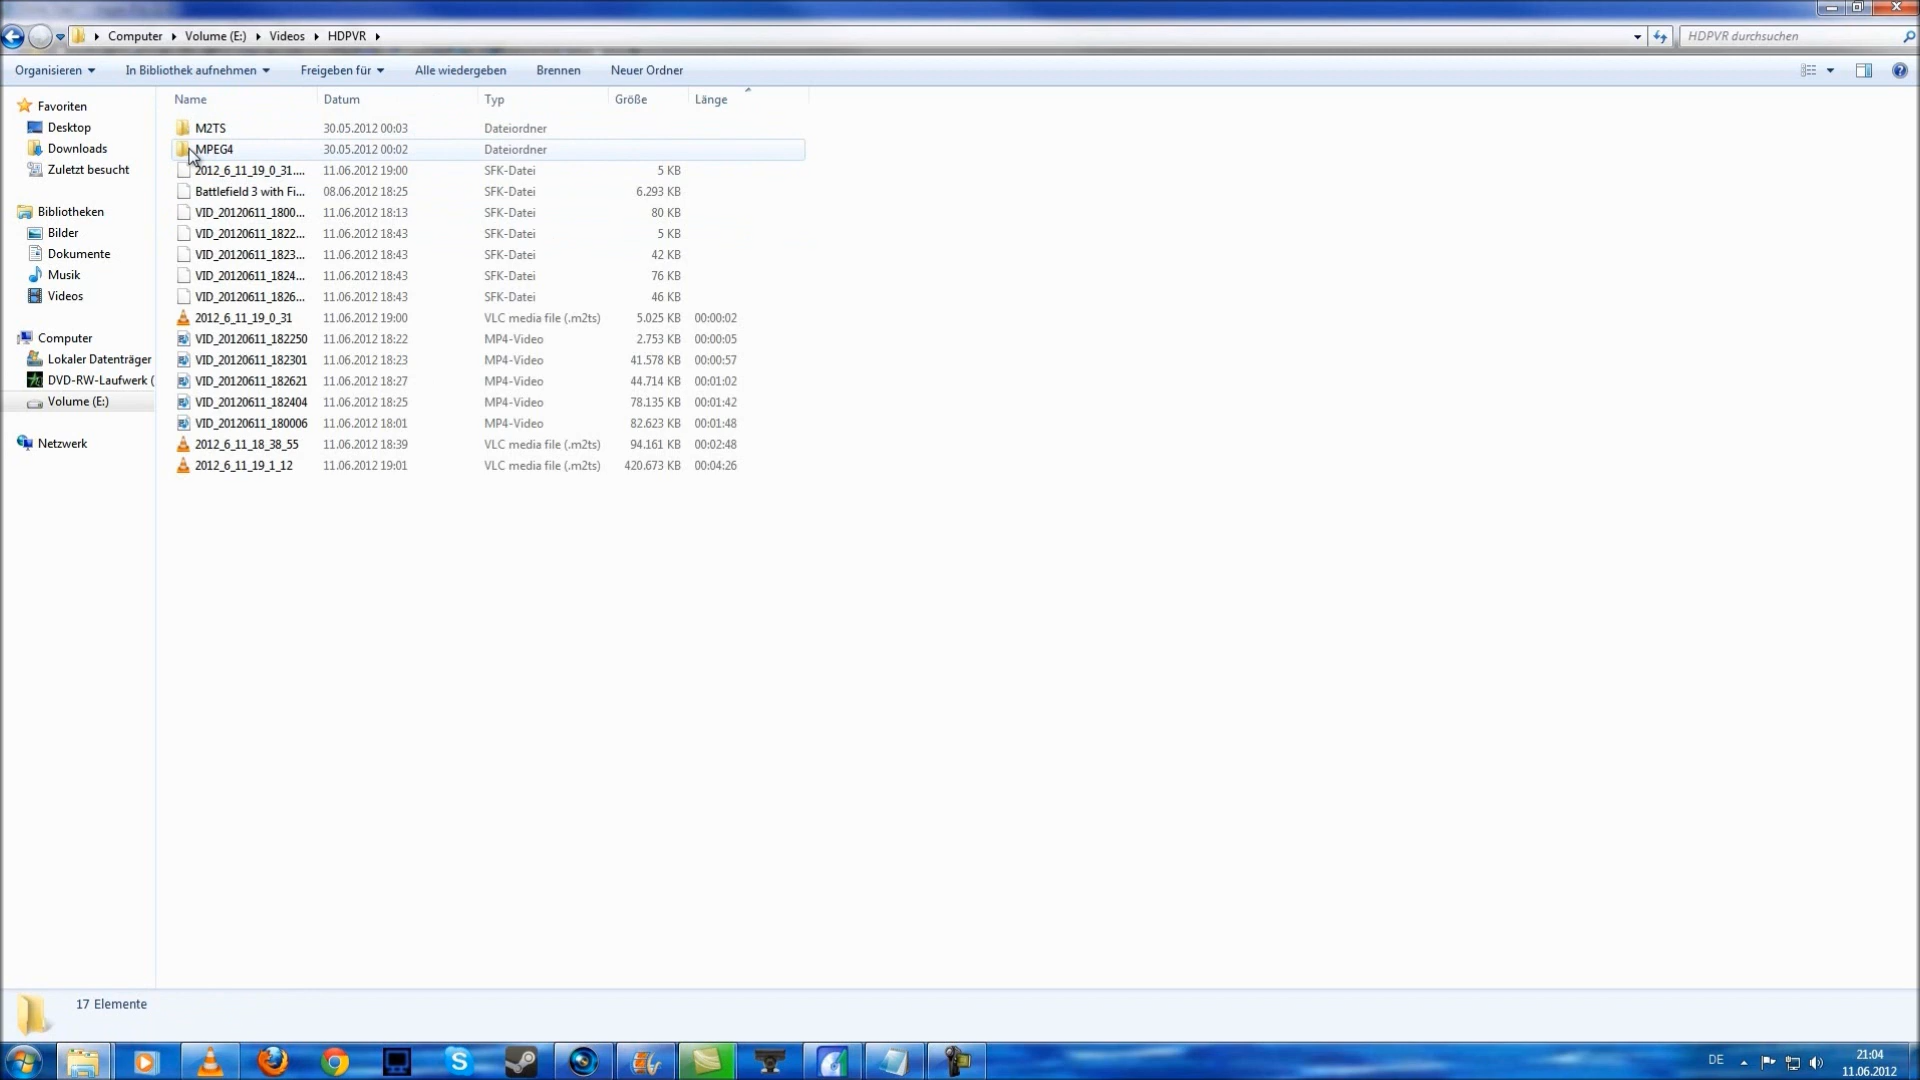 Computer Volume (E:) Videos HDPVR HDPVR durchsuchen
Organisieren In Bibliothek aufnehmen Freigeben für Alle wiedergeben Brennen Neuer Ordner
Name Datum Typ Größe Länge
Favoriten
Desktop
Downloads
Zuletzt besucht
Bibliotheken
Bilder
Dokumente
Musik
Videos
Computer
Lokaler Datenträger
DVD-RW-Laufwerk (
Volume (E:)
Netzwerk
M2TS 30.05.2012 00:03 Dateiordner
MPEG4 30.05.2012 00:02 Dateiordner
2012_6_11_19_0_31.... 11.06.2012 19:00 SFK-Datei 5 KB
Battlefield 3 with Fi... 08.06.2012 18:25 SFK-Datei 6.293 KB
VID_20120611_1800... 11.06.2012 18:13 SFK-Datei 80 KB
VID_20120611_1822... 11.06.2012 18:43 SFK-Datei 5 KB
VID_20120611_1823... 11.06.2012 18:43 SFK-Datei 42 KB
VID_20120611_1824... 11.06.2012 18:43 SFK-Datei 76 KB
VID_20120611_1826... 11.06.2012 18:43 SFK-Datei 46 KB
2012_6_11_19_0_31 11.06.2012 19:00 VLC media file (.m2ts) 5.025 KB 00:00:02
VID_20120611_182250 11.06.2012 18:22 MP4-Video 2.753 KB 00:00:05
VID_20120611_182301 11.06.2012 18:23 MP4-Video 41.578 KB 00:00:57
VID_20120611_182621 11.06.2012 18:27 MP4-Video 44.714 KB 00:01:02
VID_20120611_182404 11.06.2012 18:25 MP4-Video 78.135 KB 00:01:42
VID_20120611_180006 11.06.2012 18:01 MP4-Video 82.623 KB 00:01:48
2012_6_11_18_38_55 11.06.2012 18:39 VLC media file (.m2ts) 94.161 KB 00:02:48
2012_6_11_19_1_12 11.06.2012 19:01 VLC media file (.m2ts) 420.673 KB 00:04:26
17 Elemente
DE
21:04
11.06.2012